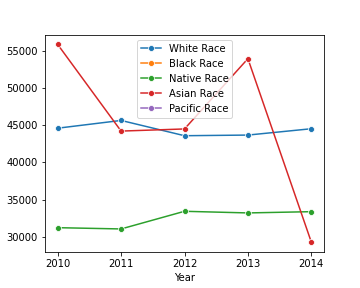 55000
50000
45000
40000
35000
30000
White Race
Black Race
Native Race
Asian Race
Pacific Race
2010 2011 2012 2013 2014
Year